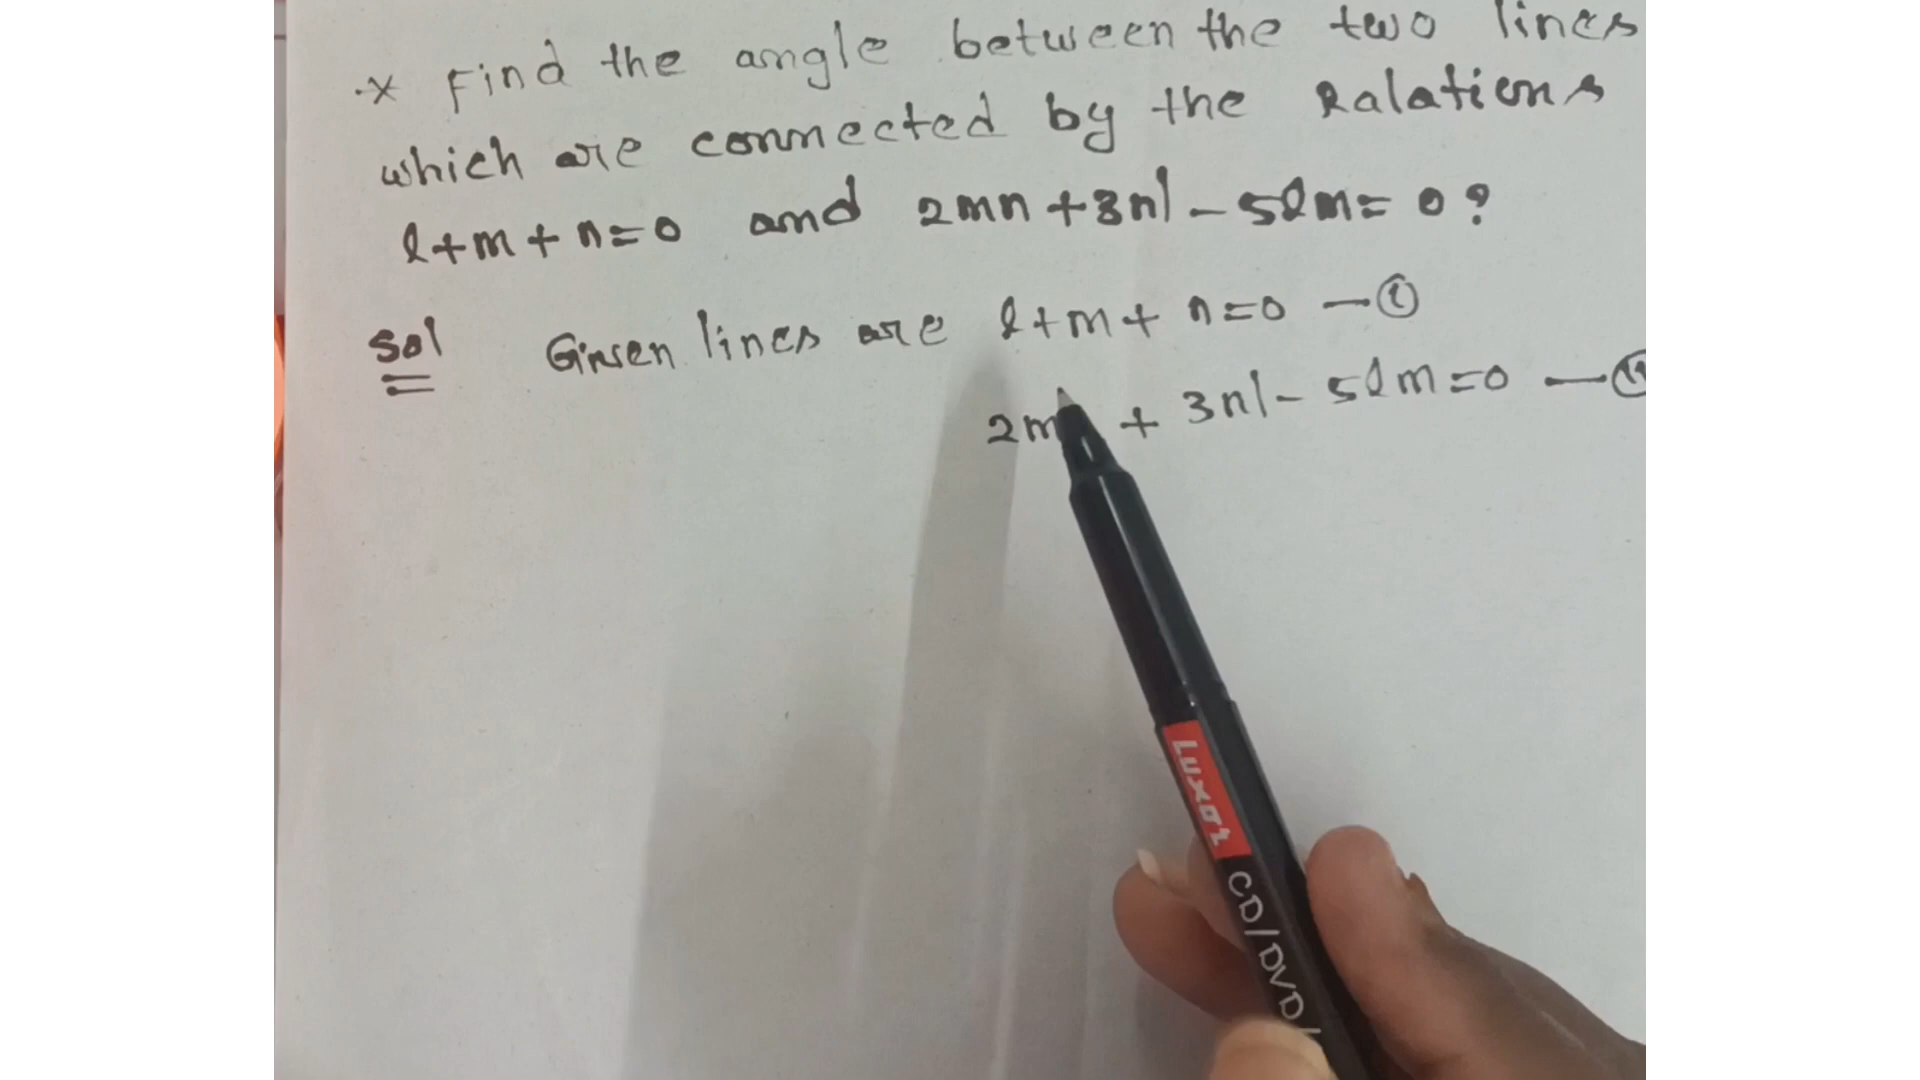 x Find the angle between the two lines
which are connected by the Ralations
l+m+n=0 and 2mn+3nl-5lm=0?
Sol Given lines are l+m+n=0 —①
2m + 3nl-5lm=0 —
LUXOR
CD/DVD/